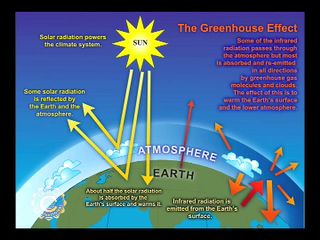 The Greenhouse Effect
Solar radiation powers
the climate system.
SUN
Some of the infrared
radiation passes through
the atmosphere but most
is absorbed and re-emitted
in all directions
by greenhouse gas
molecules and clouds.
The effect of this is to
warm the Earth's surface
and the lower atmosphere.
Some solar radiation
is reflected by
the Earth and the
atmosphere.
ATMOSPHERE
EARTH
About half the solar radiation
is absorbed by the
Earth's surface and warms it.
Infrared radiation is
emitted from the Earth's
surface.